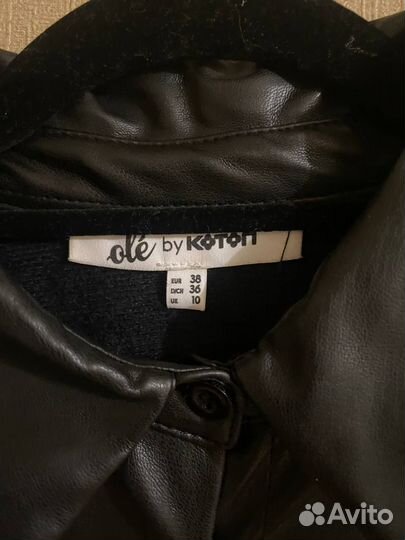 olé by KOTON
EUR 38
D/CH 36
UK 10
Avito